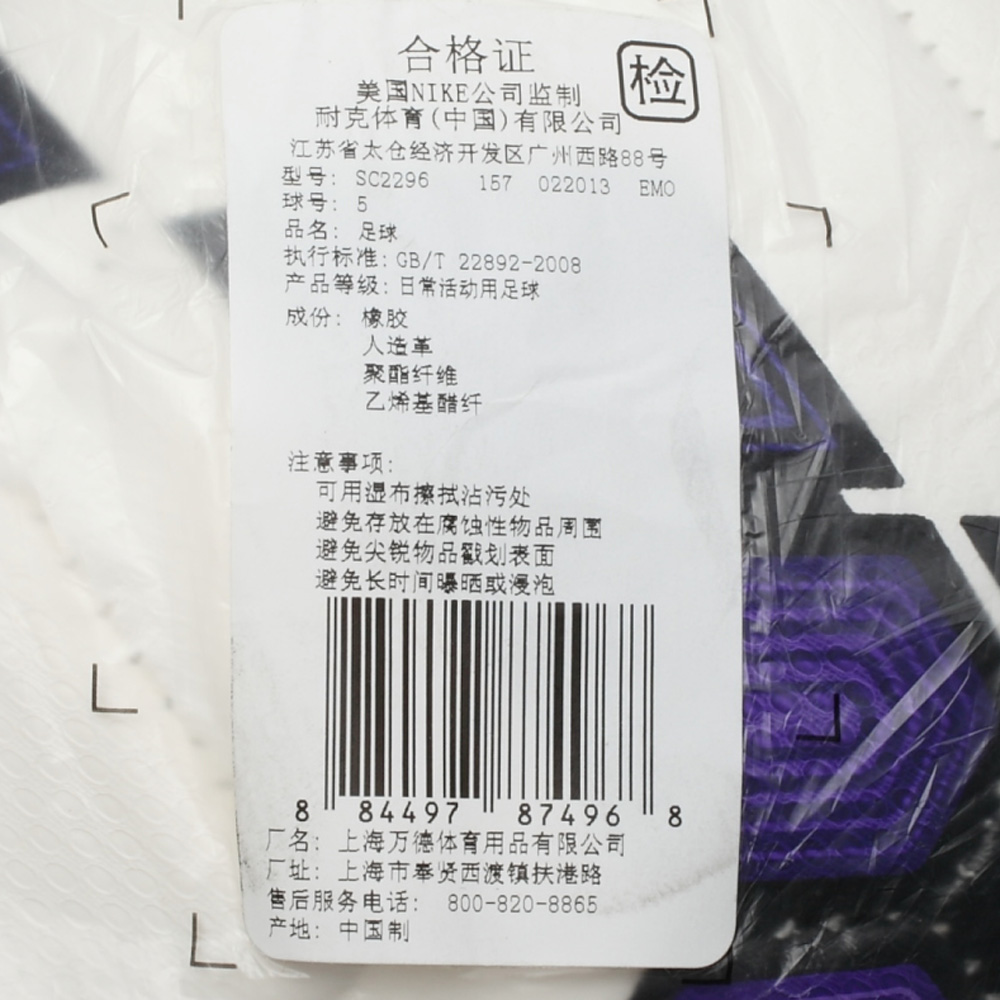 合格证
检
美国NIKE公司监制
耐克体育(中国)有限公司
江苏省太仓经济开发区广州西路88号
型号: SC2296 157 022013 EMO
球号: 5
品名: 足球
执行标准: GB/T 22892-2008
产品等级: 日常活动用足球
成份: 橡胶
人造革
聚酯纤维
乙烯基醋纤
注意事项:
可用湿布擦拭沾污处
避免存放在腐蚀性物品周围
避免尖锐物品戳划表面
避免长时间曝晒或浸泡
8 84497 87496 8
厂名: 上海万德体育用品有限公司
厂址: 上海市奉贤西渡镇扶港路
售后服务电话: 800-820-8865
产地: 中国制